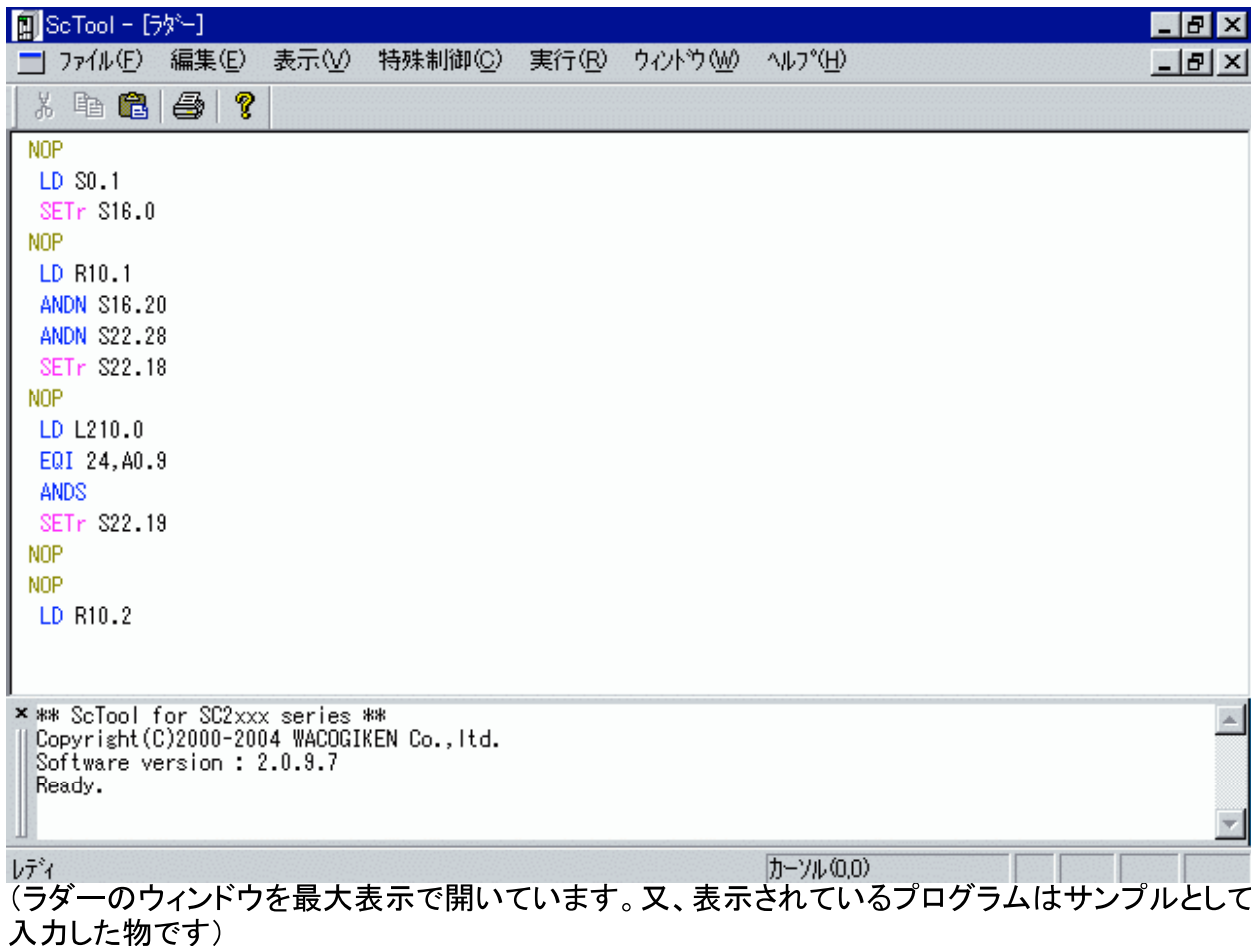 ScTool - [ﾗﾀﾞｰ]
ﾌｧｲﾙ(F) 編集(E) 表示(V) 特殊制御(C) 実行(R) ｳｨﾝﾄﾞｳ(W) ﾍﾙﾌﾟ(H)
NOP
LD S0.1
SETr S16.0
NOP
LD R10.1
ANDN S16.20
ANDN S22.28
SETr S22.18
NOP
LD L210.0
EQI 24,A0.9
ANDS
SETr S22.19
NOP
NOP
LD R10.2
** ScTool for SC2xxx series **
Copyright(C)2000-2004 WACOGIKEN Co.,ltd.
Software version : 2.0.9.7
Ready.
ﾚﾃﾞｨ カーソル(0,0)
(ラダーのウィンドウを最大表示で開いています。又、表示されているプログラムはサンプルとして
入力した物です)